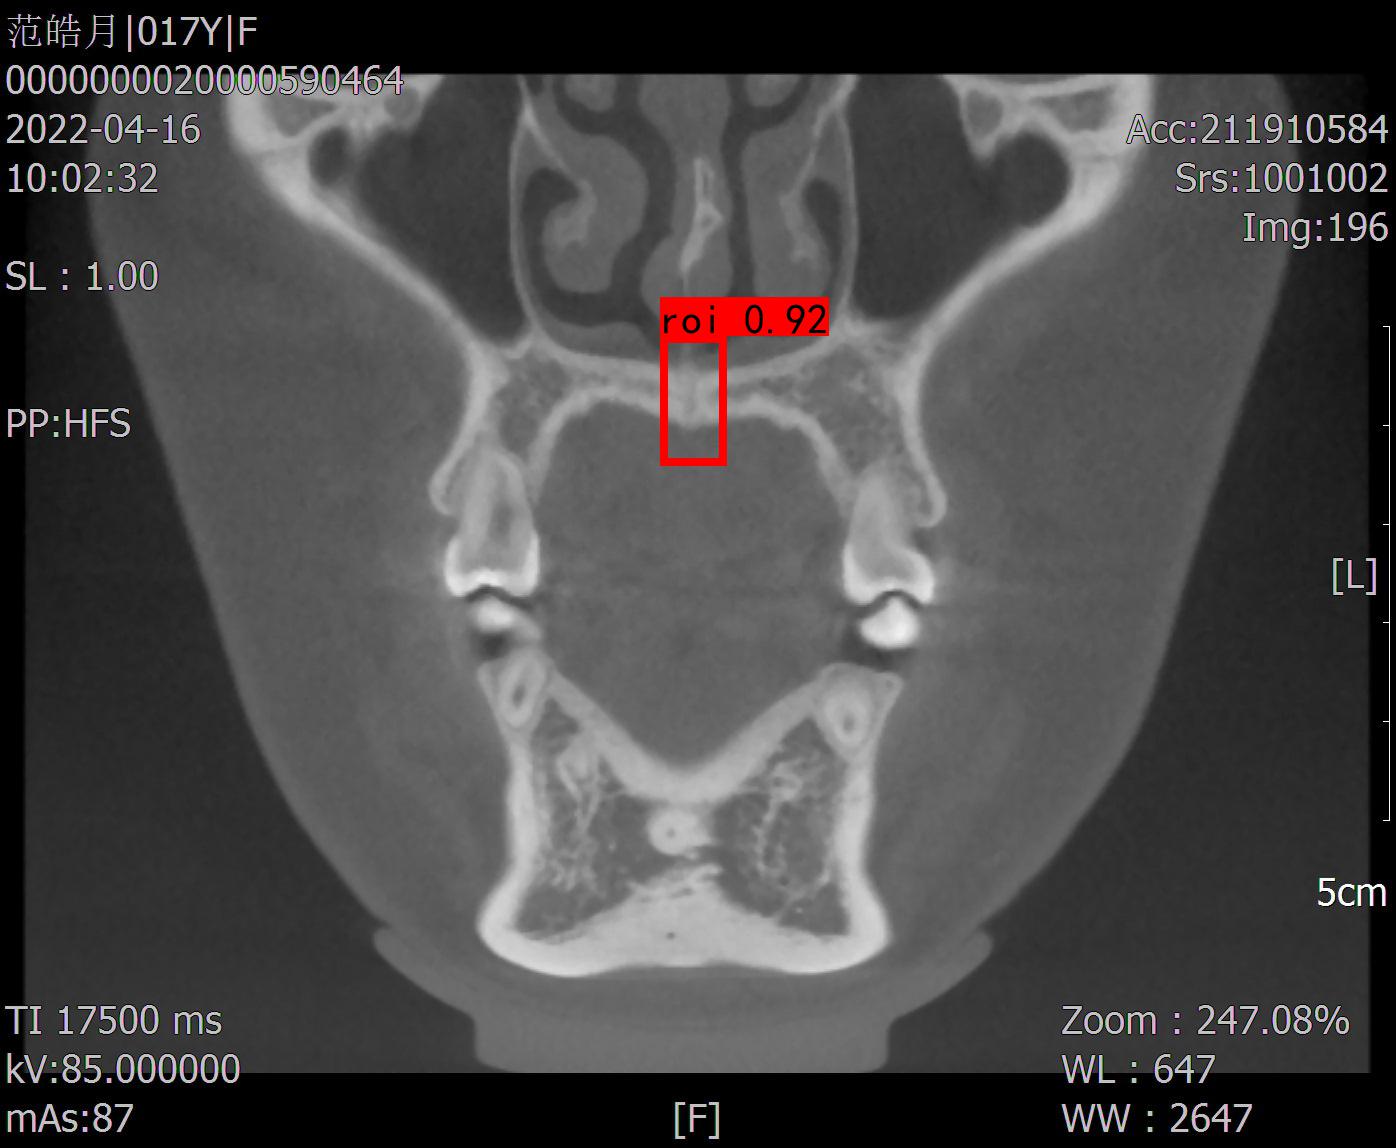 范皓月|017Y|F
0000000020000590464
2022-04-16
10:02:32
SL : 1.00
PP:HFS
Acc:211910584
Srs:1001002
Img:196
roi 0.92
[L]
5cm
TI 17500 ms
kV:85.000000
mAs:87
[F]
Zoom : 247.08%
WL : 647
WW : 2647